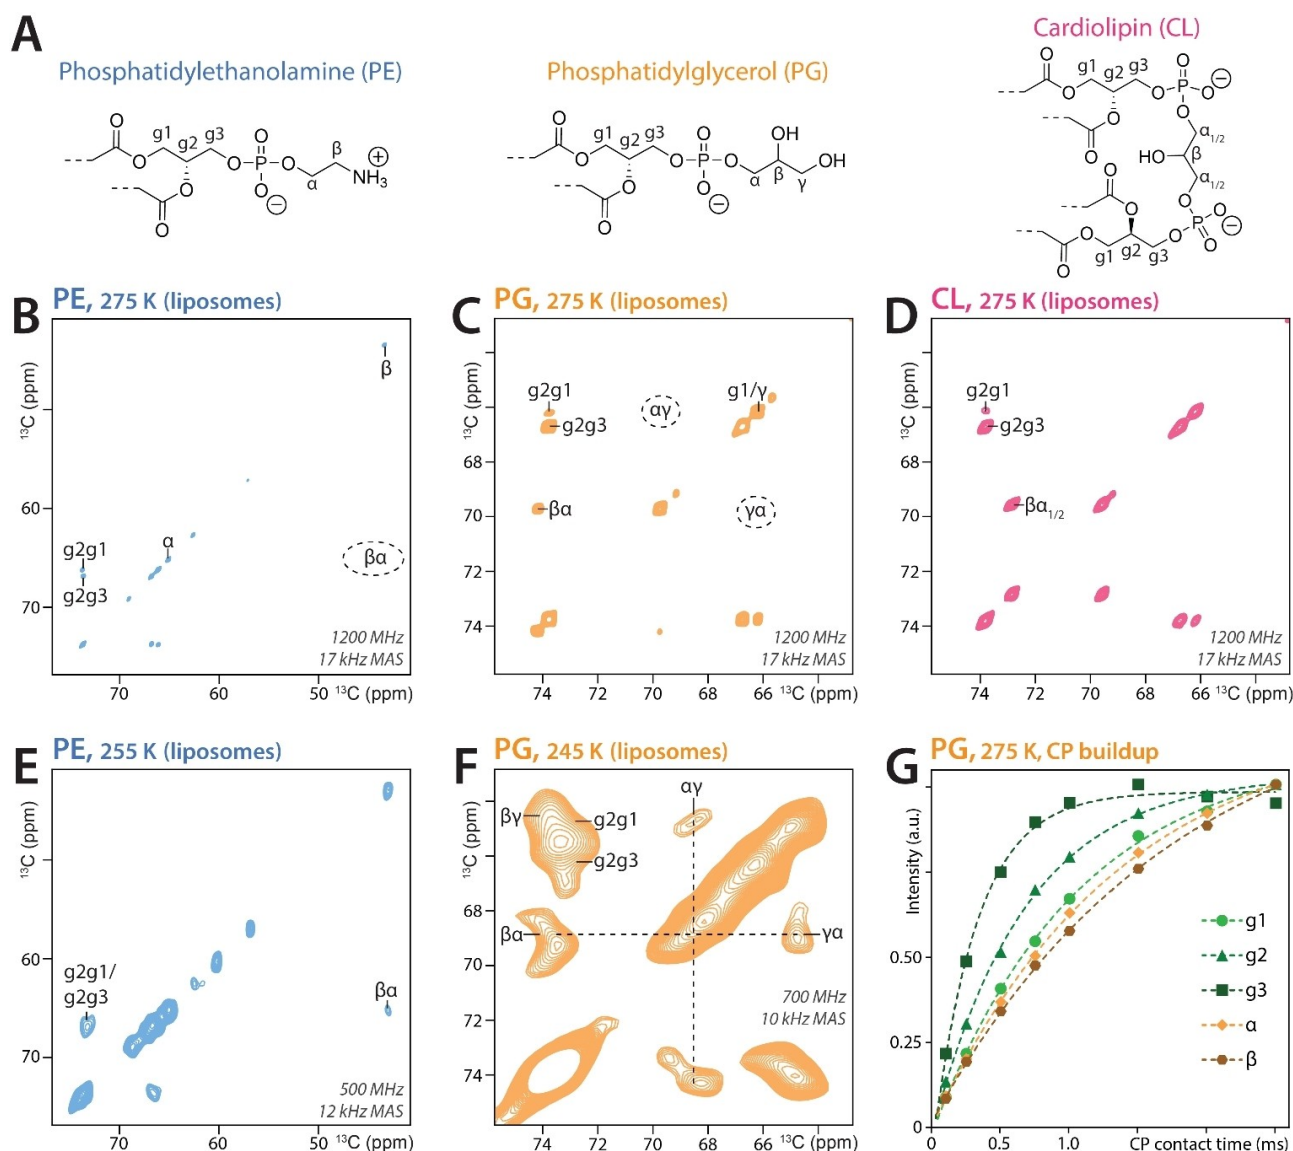 A
Phosphatidylethanolamine (PE)
Phosphatidylglycerol (PG)
Cardiolipin (CL)
O
g1
g2
g3
O
O
P
O
O
O
O
α
β
NH3
+
−
O
g1
g2
g3
O
O
P
O
O
O
O
α
β
γ
OH
OH
−
O
g1
g2
g3
O
O
P
O
O
O
O
−
α1/2
HO
β
α1/2
O
O
O
O
P
O
O
O
−
g1
g2
g3
O
B
PE, 275 K (liposomes)
13C (ppm)
60
70
β
α
βα
g2g1
g2g3
1200 MHz
17 kHz MAS
70
60
50
13C (ppm)
C
PG, 275 K (liposomes)
13C (ppm)
68
70
72
74
g2g1
g2g3
αγ
g1/γ
βα
γα
1200 MHz
17 kHz MAS
74
72
70
68
66
13C (ppm)
D
CL, 275 K (liposomes)
13C (ppm)
68
70
72
74
g2g1
g2g3
βα1/2
1200 MHz
17 kHz MAS
74
72
70
68
66
13C (ppm)
E
PE, 255 K (liposomes)
13C (ppm)
60
70
g2g1/
g2g3
βα
500 MHz
12 kHz MAS
70
60
50
13C (ppm)
F
PG, 245 K (liposomes)
13C (ppm)
68
70
72
74
βγ
g2g1
g2g3
αγ
βα
γα
700 MHz
10 kHz MAS
74
72
70
68
66
13C (ppm)
G
PG, 275 K, CP buildup
Intensity (a.u.)
0.50
0.25
0
g1
g2
g3
α
β
0
0.5
1.0
CP contact time (ms)